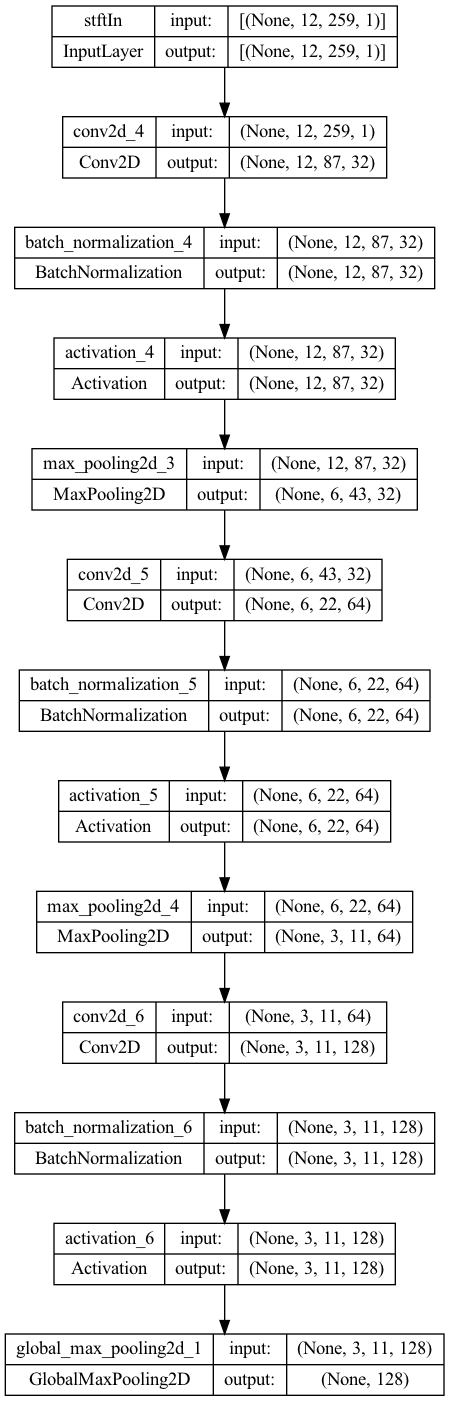 stftIn input: [(None, 12, 259, 1)]
InputLayer output: [(None, 12, 259, 1)]
conv2d_4 input: (None, 12, 259, 1)
Conv2D output: (None, 12, 87, 32)
batch_normalization_4 input: (None, 12, 87, 32)
BatchNormalization output: (None, 12, 87, 32)
activation_4 input: (None, 12, 87, 32)
Activation output: (None, 12, 87, 32)
max_pooling2d_3 input: (None, 12, 87, 32)
MaxPooling2D output: (None, 6, 43, 32)
conv2d_5 input: (None, 6, 43, 32)
Conv2D output: (None, 6, 22, 64)
batch_normalization_5 input: (None, 6, 22, 64)
BatchNormalization output: (None, 6, 22, 64)
activation_5 input: (None, 6, 22, 64)
Activation output: (None, 6, 22, 64)
max_pooling2d_4 input: (None, 6, 22, 64)
MaxPooling2D output: (None, 3, 11, 64)
conv2d_6 input: (None, 3, 11, 64)
Conv2D output: (None, 3, 11, 128)
batch_normalization_6 input: (None, 3, 11, 128)
BatchNormalization output: (None, 3, 11, 128)
activation_6 input: (None, 3, 11, 128)
Activation output: (None, 3, 11, 128)
global_max_pooling2d_1 input: (None, 3, 11, 128)
GlobalMaxPooling2D output: (None, 128)